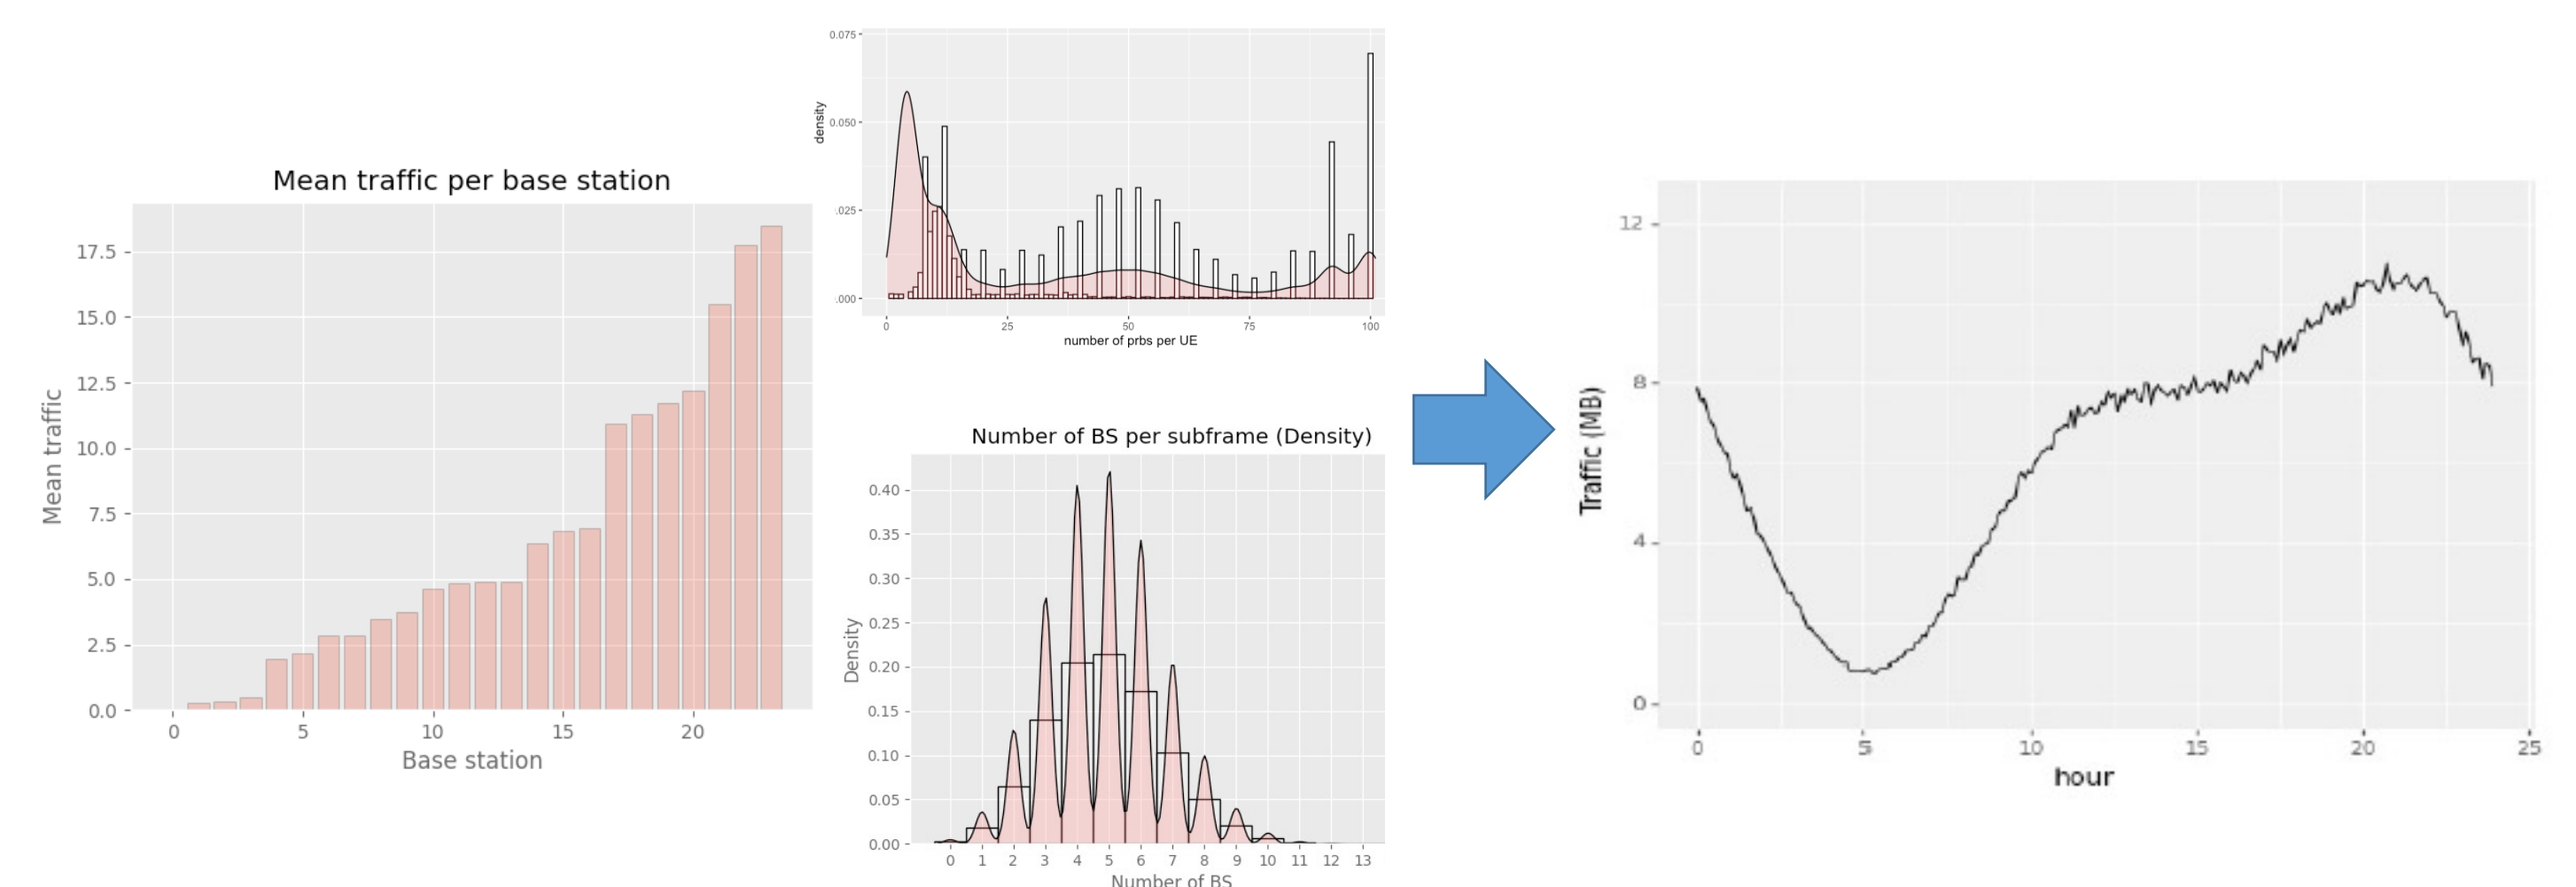 Mean traffic per base station
Mean traffic
17.5
15.0
12.5
10.0
7.5
5.0
2.5
0.0
0 5 10 15 20
Base station
density
0.075
0.050
.025
.000
0 25 50 75 100
number of prbs per UE
Number of BS per subframe (Density)
Density
0.40
0.35
0.30
0.25
0.20
0.15
0.10
0.05
0.00
0 1 2 3 4 5 6 7 8 9 10 11 12 13
Number of BS
Traffic (MB)
12
8
4
0
0 5 10 15 20 25
hour